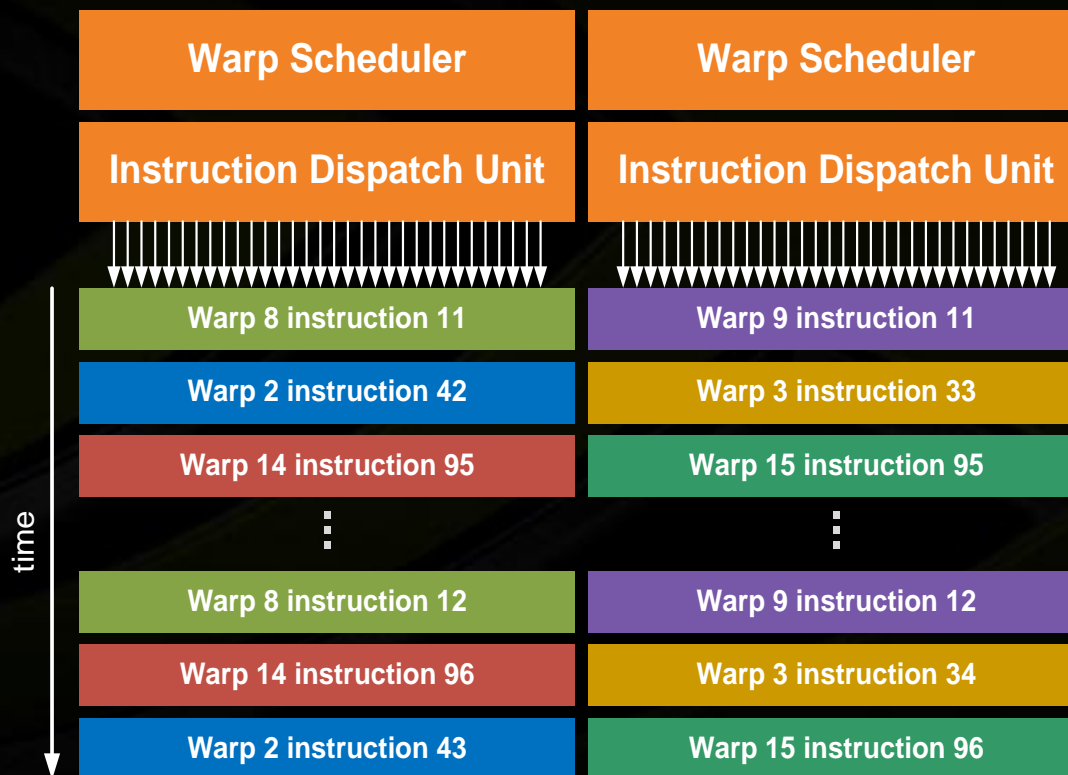 Warp Scheduler
Warp Scheduler
Instruction Dispatch Unit
Instruction Dispatch Unit
time
Warp 8 instruction 11
Warp 9 instruction 11
Warp 2 instruction 42
Warp 3 instruction 33
Warp 14 instruction 95
Warp 15 instruction 95
Warp 8 instruction 12
Warp 9 instruction 12
Warp 14 instruction 96
Warp 3 instruction 34
Warp 2 instruction 43
Warp 15 instruction 96